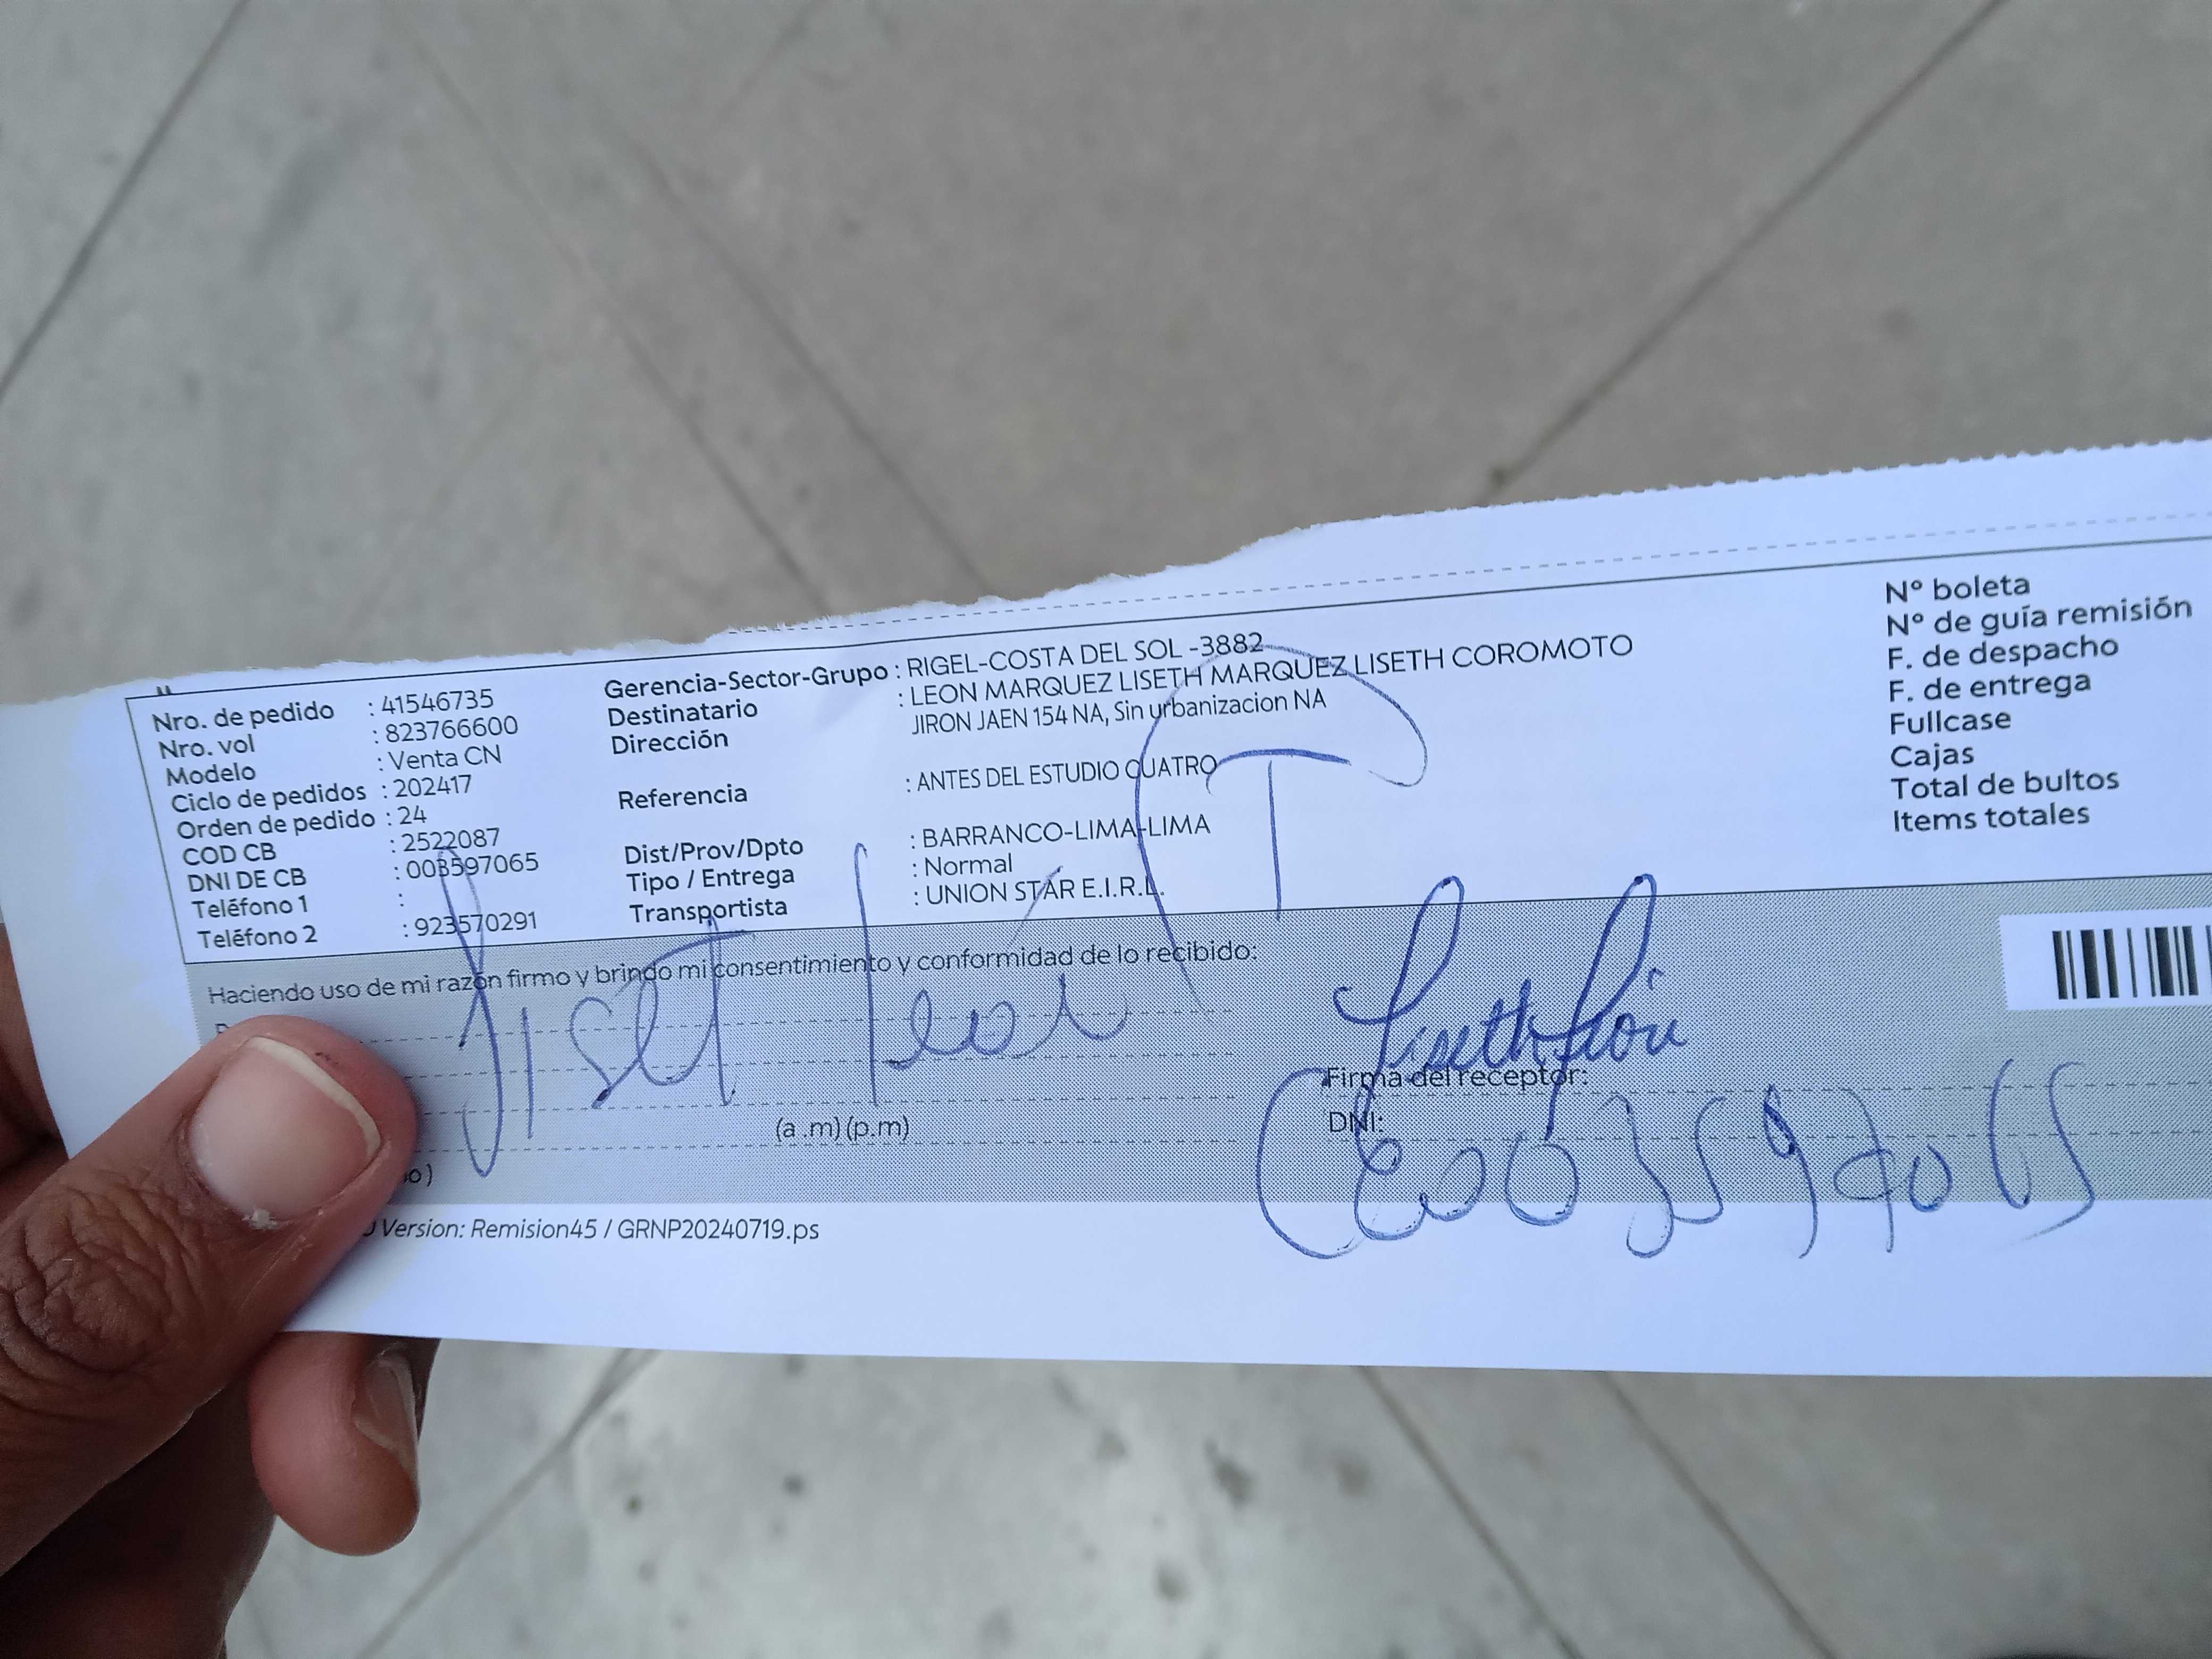 Nro. de pedido : 41546735
Nro. vol : 823766600
Modelo : Venta CN
Ciclo de pedidos : 202417
Orden de pedido : 24
COD CB : 2522087
DNI DE CB : 003597065
Teléfono 1 :
Teléfono 2 : 923570291
Gerencia-Sector-Grupo : RIGEL-COSTA DEL SOL -3882
Destinatario : LEON MARQUEZ LISETH MARQUEZ LISETH COROMOTO
Dirección JIRON JAEN 154 NA, Sin urbanizacion NA
Referencia : ANTES DEL ESTUDIO CUATRO
Dist/Prov/Dpto : BARRANCO-LIMA-LIMA
Tipo / Entrega : Normal
Transportista : UNION STAR E.I.R.L.
Nº boleta
Nº de guía remisión
F. de despacho
F. de entrega
Fullcase
Cajas
Total de bultos
Items totales
Haciendo uso de mi razón firmo y brindo mi consentimiento y conformidad de lo recibido:
liset leon
T
Liseth León
Firma del receptor:
DNI: 003597065
(a .m) (p.m)
Version: Remision45 / GRNP20240719.ps